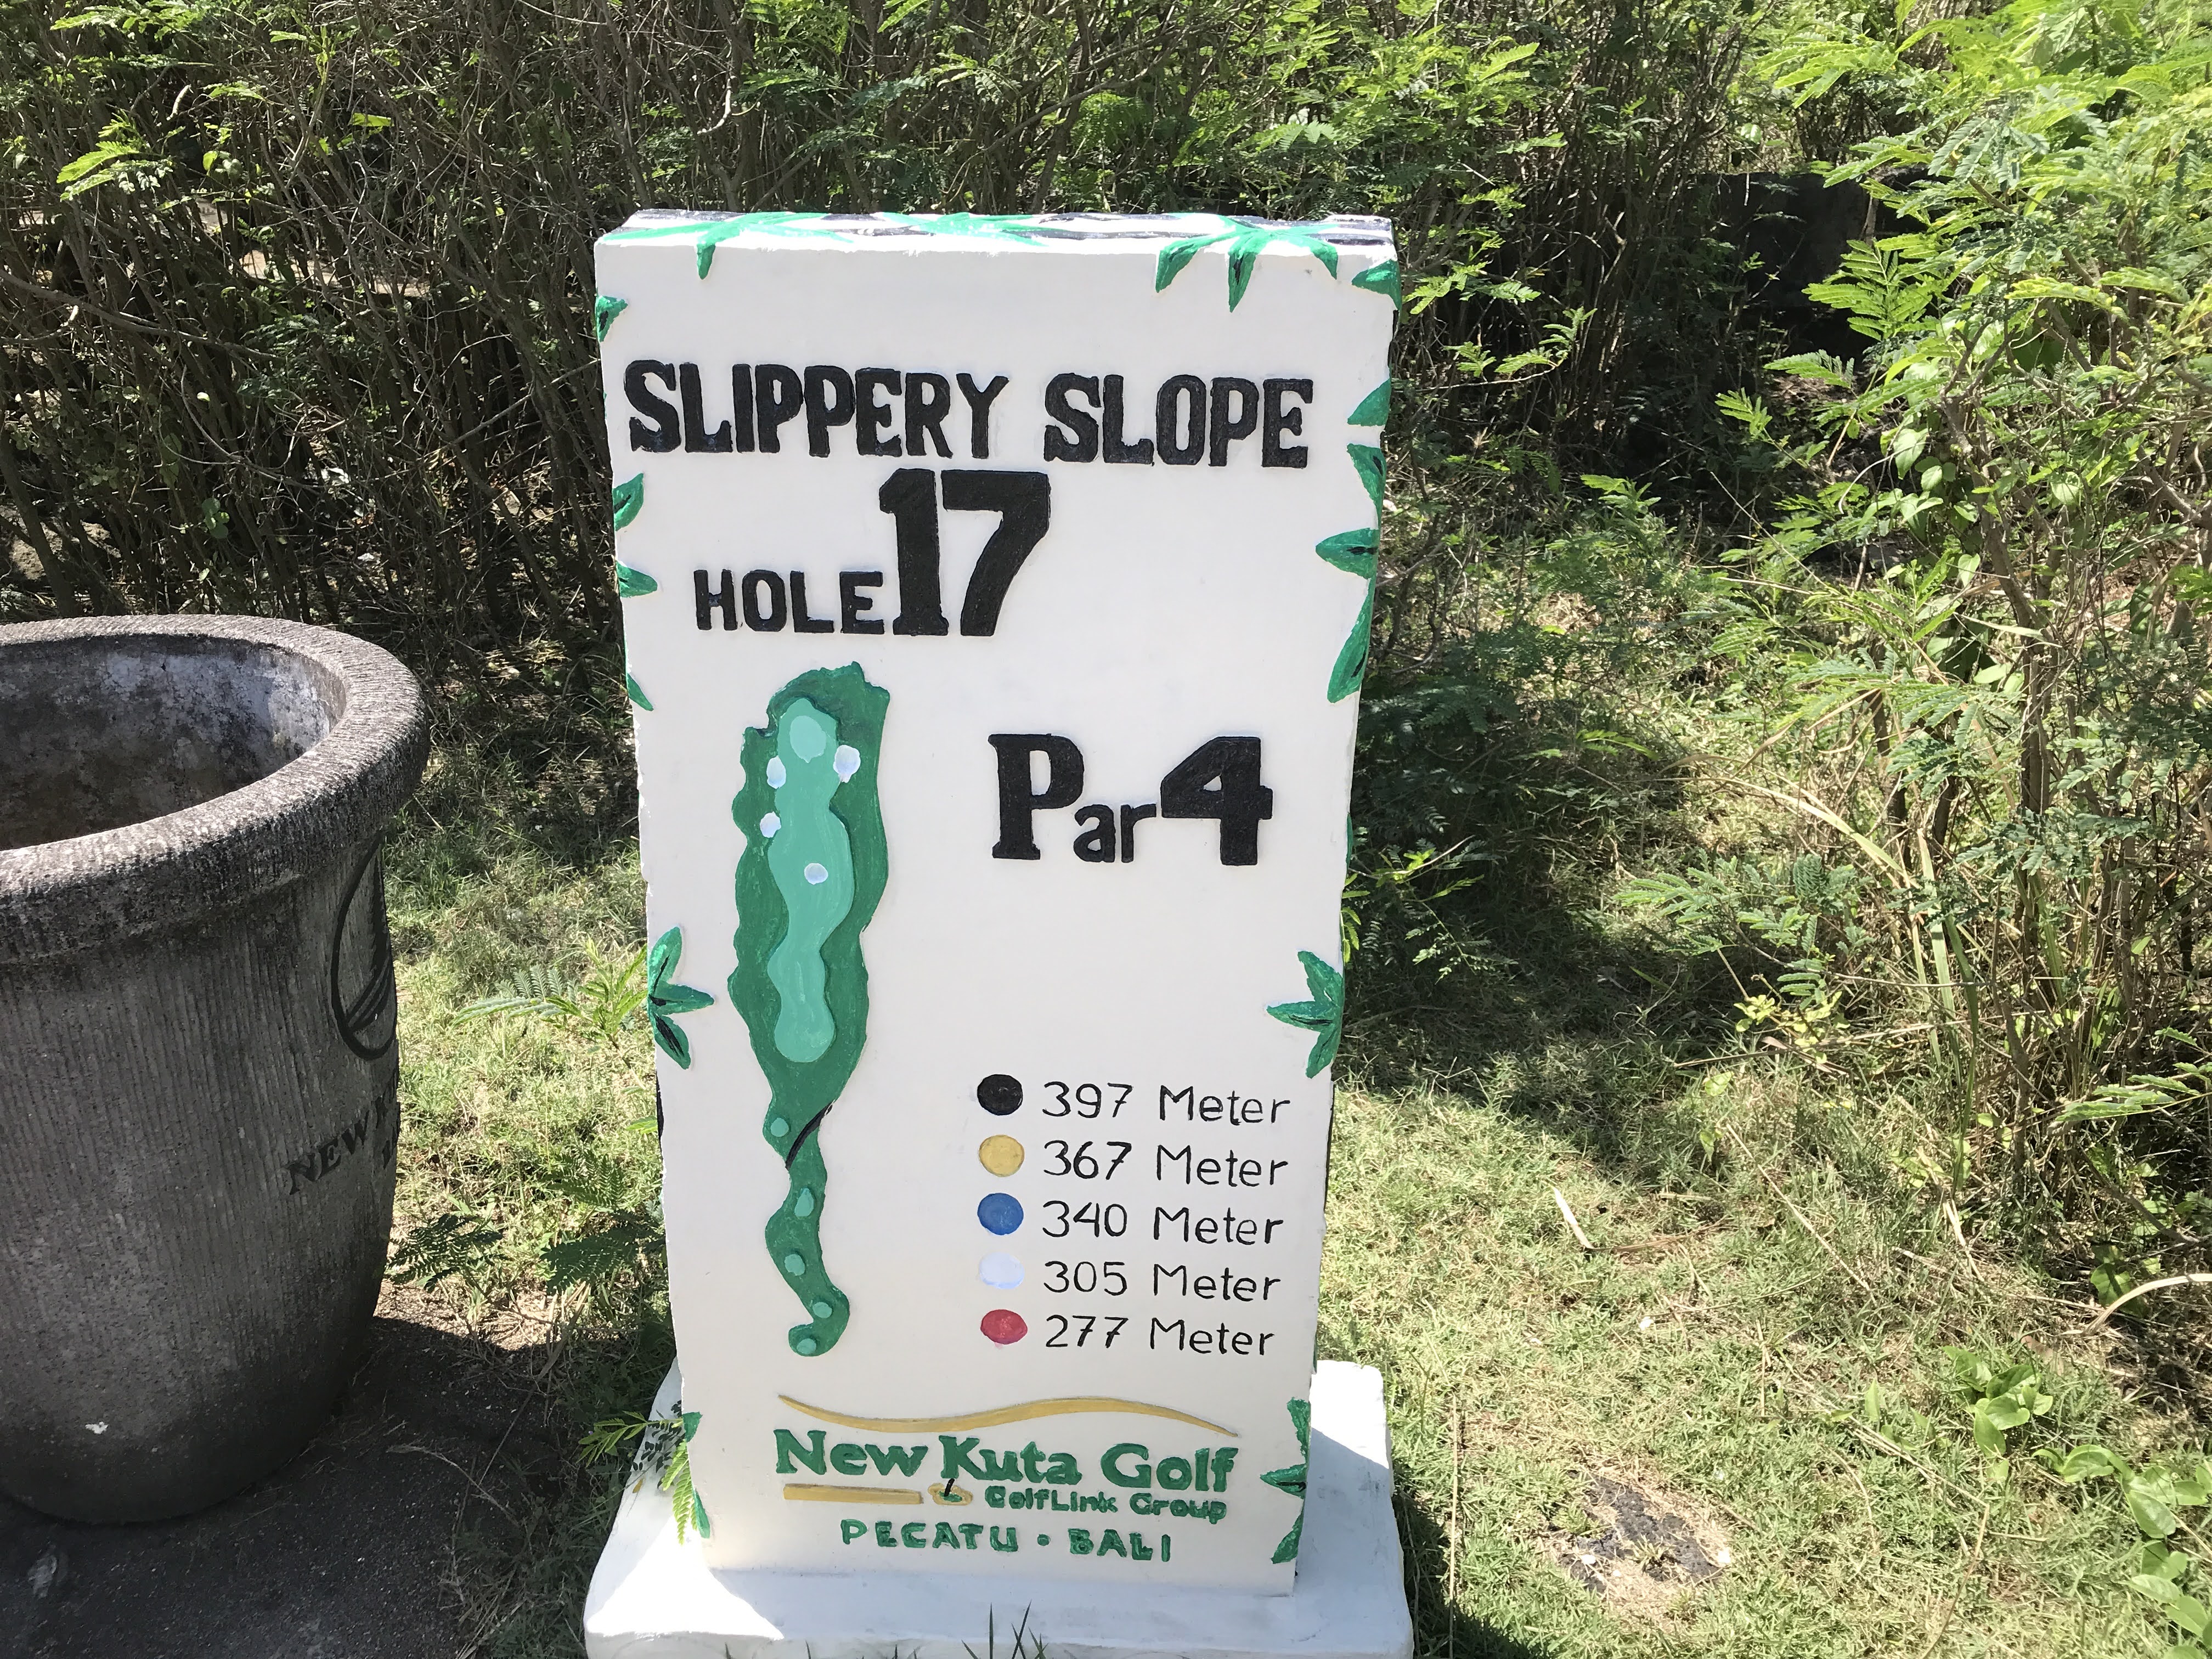 SLIPPERY SLOPE
HOLE 17
Par 4
397 Meter
367 Meter
340 Meter
305 Meter
277 Meter
New Kuta Golf
GolfLink Group
PECATU • BALI
NEW